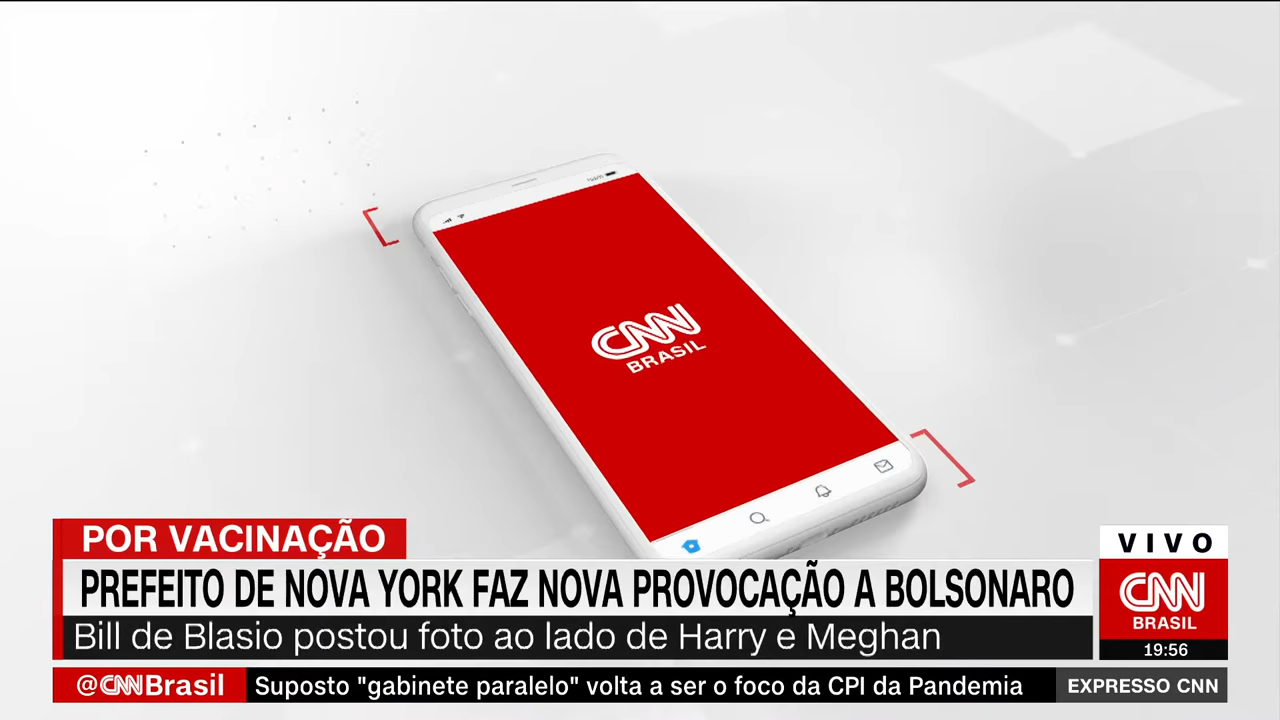 CNN
BRASIL
POR VACINAÇÃO
PREFEITO DE NOVA YORK FAZ NOVA PROVOCAÇÃO A BOLSONARO
Bill de Blasio postou foto ao lado de Harry e Meghan
VIVO
CNN
BRASIL
19:56
@CNNBrasil Suposto "gabinete paralelo" volta a ser o foco da CPI da Pandemia EXPRESSO CNN